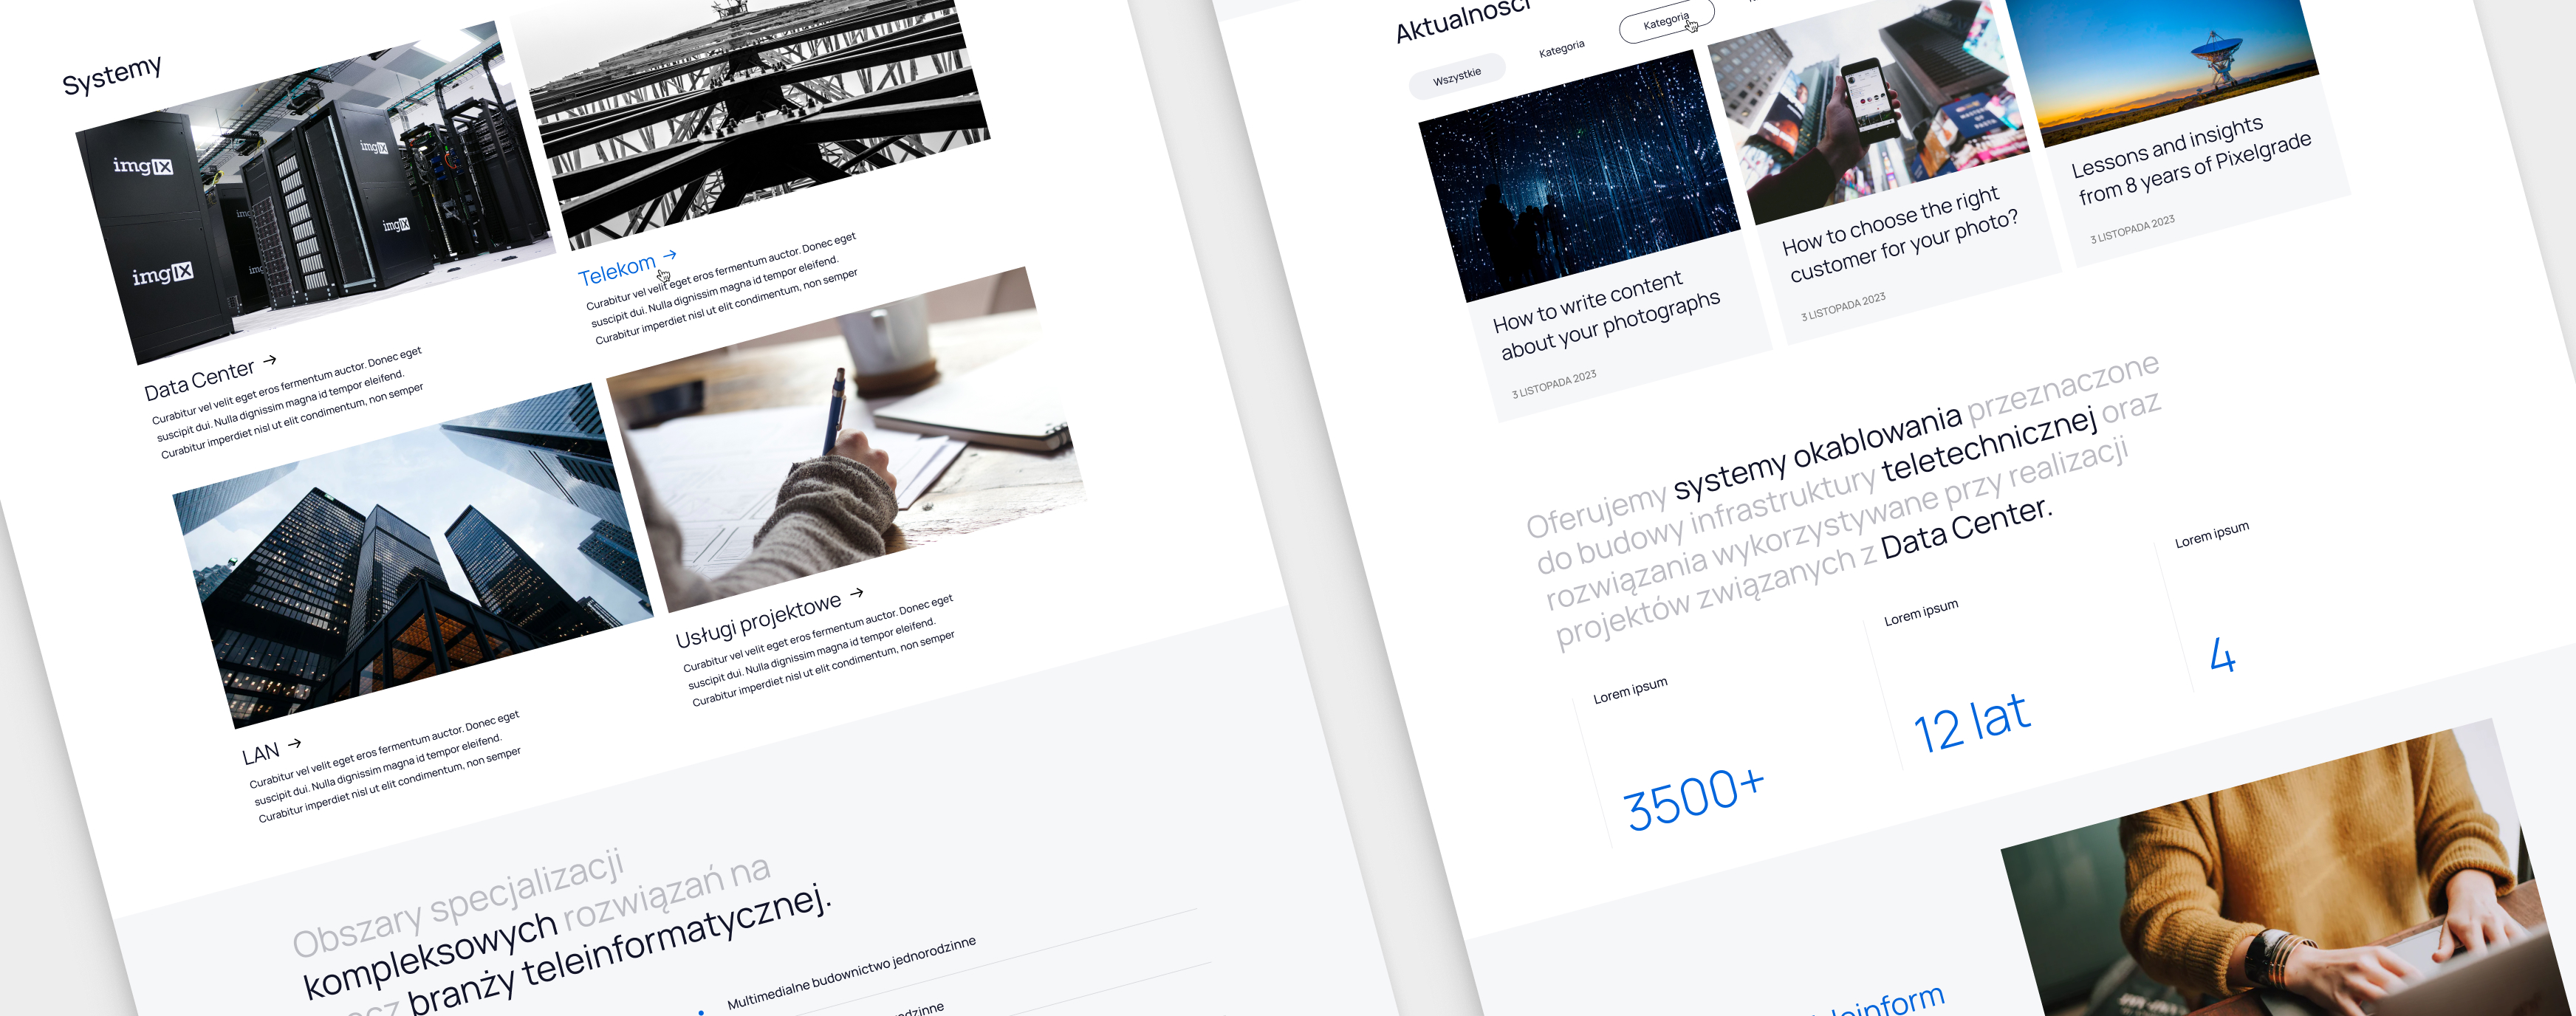 Systemy
imgIX
imgIX
imgIX
imgIX
Data Center →
Curabitur vel velit eget eros fermentum auctor. Donec eget
suscipit dui. Nulla dignissim magna id tempor eleifend.
Curabitur imperdiet nisl ut elit condimentum, non semper
Telekom →
Curabitur vel velit eget eros fermentum auctor. Donec eget
suscipit dui. Nulla dignissim magna id tempor eleifend.
Curabitur imperdiet nisl ut elit condimentum, non semper
LAN →
Curabitur vel velit eget eros fermentum auctor. Donec eget
suscipit dui. Nulla dignissim magna id tempor eleifend.
Curabitur imperdiet nisl ut elit condimentum, non semper
Usługi projektowe →
Curabitur vel velit eget eros fermentum auctor. Donec eget
suscipit dui. Nulla dignissim magna id tempor eleifend.
Curabitur imperdiet nisl ut elit condimentum, non semper
Obszary specjalizacji
kompleksowych rozwiązań na
branży teleinformatycznej.
Multimedialne budownictwo jednorodzinne
Aktualności
Wszystkie
Kategoria
Kategoria
How to write content
about your photographs
3 LISTOPADA 2023
How to choose the right
customer for your photo?
3 LISTOPADA 2023
Lessons and insights
from 8 years of Pixelgrade
3 LISTOPADA 2023
Oferujemy systemy okablowania przeznaczone
do budowy infrastruktury teletechnicznej oraz
rozwiązania wykorzystywane przy realizacji
projektów związanych z Data Center.
Lorem ipsum
3500+
Lorem ipsum
12 lat
Lorem ipsum
4